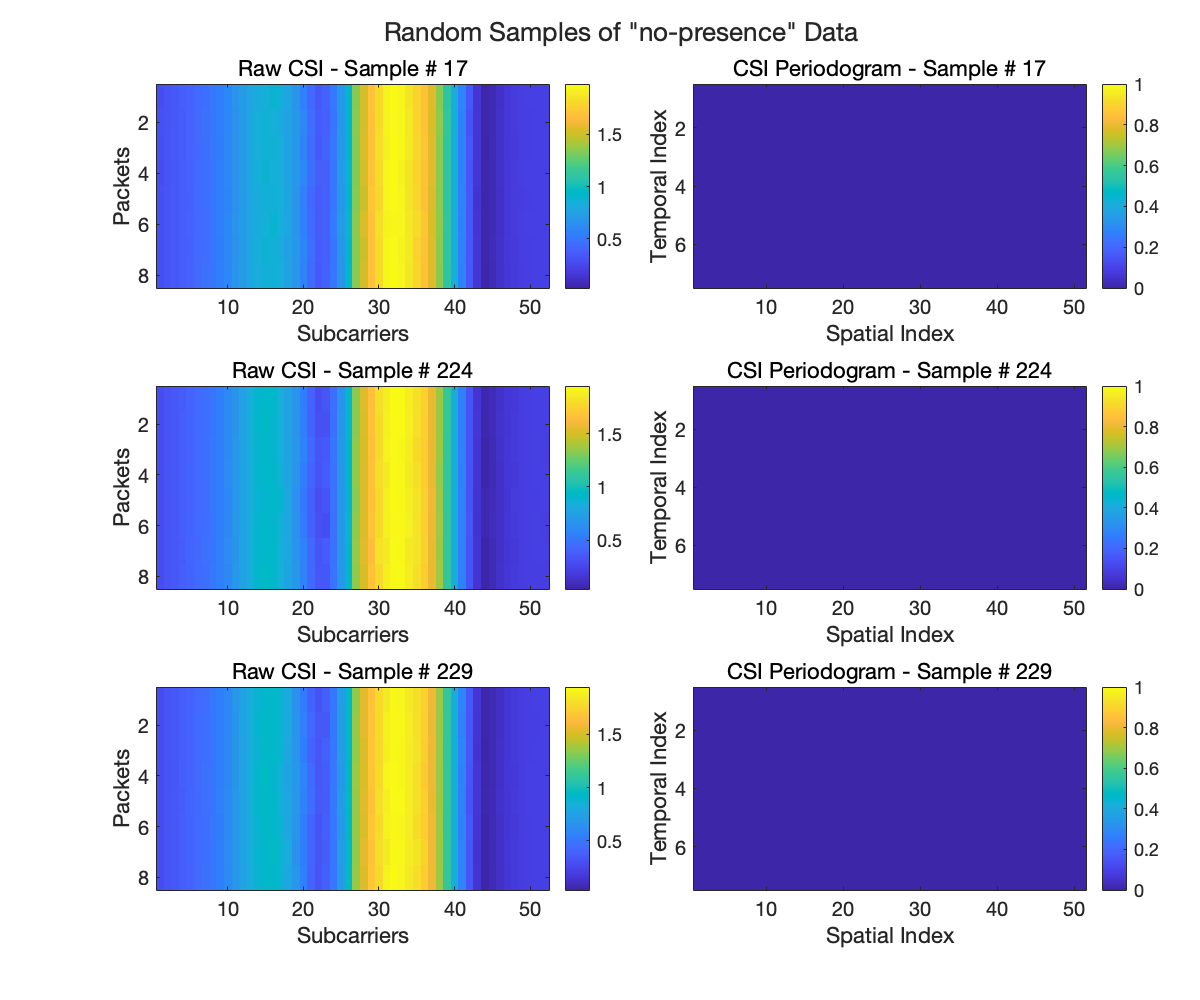 Random Samples of "no-presence" Data
Raw CSI - Sample # 17
Packets
2
4
6
8
10 20 30 40 50
Subcarriers
1.5
1
0.5
CSI Periodogram - Sample # 17
Temporal Index
2
4
6
10 20 30 40 50
Spatial Index
1
0.8
0.6
0.4
0.2
0
Raw CSI - Sample # 224
Packets
2
4
6
8
10 20 30 40 50
Subcarriers
1.5
1
0.5
CSI Periodogram - Sample # 224
Temporal Index
2
4
6
10 20 30 40 50
Spatial Index
1
0.8
0.6
0.4
0.2
0
Raw CSI - Sample # 229
Packets
2
4
6
8
10 20 30 40 50
Subcarriers
1.5
1
0.5
CSI Periodogram - Sample # 229
Temporal Index
2
4
6
10 20 30 40 50
Spatial Index
1
0.8
0.6
0.4
0.2
0